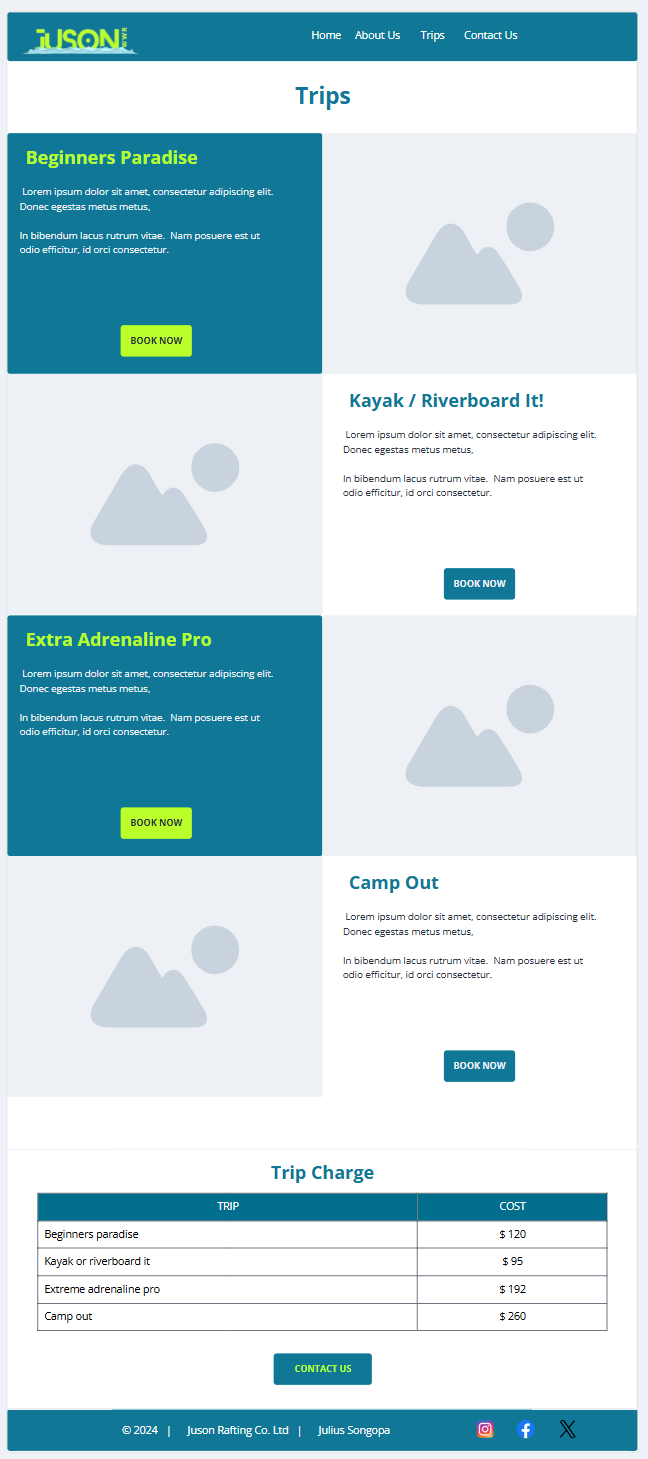 JUSON WWR
Home About Us Trips Contact Us
Trips
Beginners Paradise
Lorem ipsum dolor sit amet, consectetur adipiscing elit.
Donec egestas metus metus,
In bibendum lacus rutrum vitae. Nam posuere est ut
odio efficitur, id orci consectetur.
BOOK NOW
Kayak / Riverboard It!
Lorem ipsum dolor sit amet, consectetur adipiscing elit.
Donec egestas metus metus,
In bibendum lacus rutrum vitae. Nam posuere est ut
odio efficitur, id orci consectetur.
BOOK NOW
Extra Adrenaline Pro
Lorem ipsum dolor sit amet, consectetur adipiscing elit.
Donec egestas metus metus,
In bibendum lacus rutrum vitae. Nam posuere est ut
odio efficitur, id orci consectetur.
BOOK NOW
Camp Out
Lorem ipsum dolor sit amet, consectetur adipiscing elit.
Donec egestas metus metus,
In bibendum lacus rutrum vitae. Nam posuere est ut
odio efficitur, id orci consectetur.
BOOK NOW
Trip Charge
TRIP COST
Beginners paradise $ 120
Kayak or riverboard it $ 95
Extreme adrenaline pro $ 192
Camp out $ 260
CONTACT US
© 2024 | Juson Rafting Co. Ltd | Julius Songopa